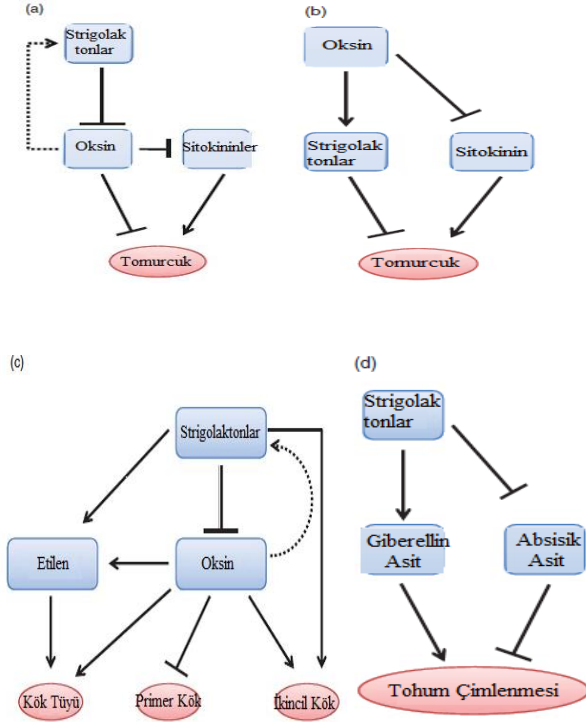 (a)
Strigolak
tonlar
Oksin
Sitokininler
Tomurcuk
(b)
Oksin
Strigolak
tonlar
Sitokinin
Tomurcuk
(c)
Strigolaktonlar
Etilen
Oksin
Kök Tüyü
Primer Kök
İkincil Kök
(d)
Strigolak
tonlar
Giberellin
Asit
Absisik
Asit
Tohum Çimlenmesi